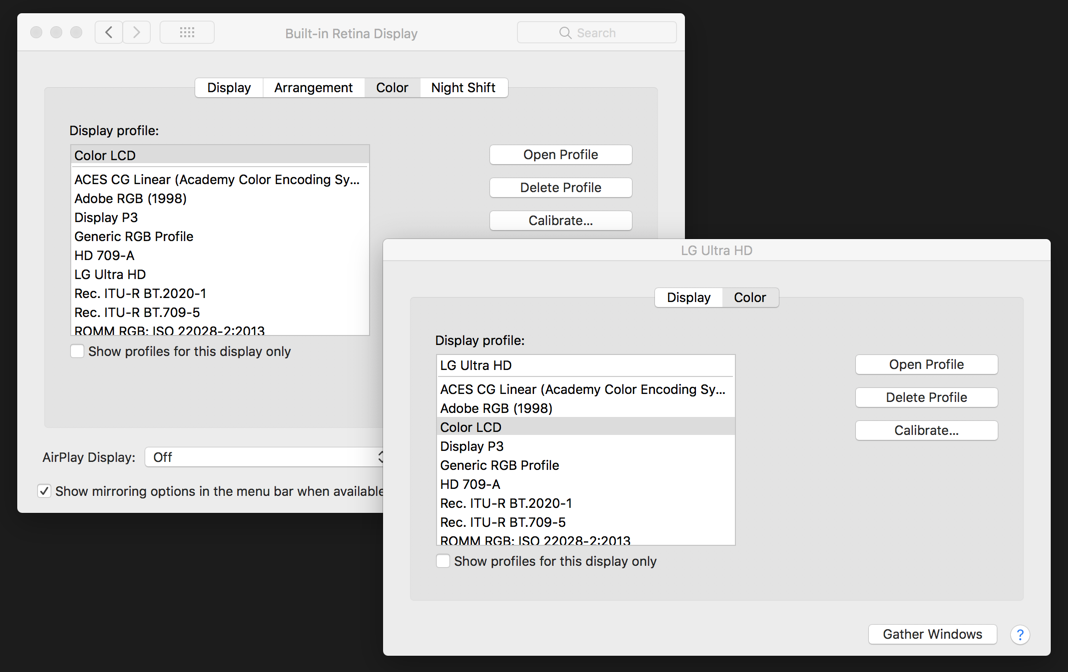 Built-in Retina Display
Search
Display Arrangement Color Night Shift
Display profile:
Color LCD
ACES CG Linear (Academy Color Encoding Sy...
Adobe RGB (1998)
Display P3
Generic RGB Profile
HD 709-A
LG Ultra HD
Rec. ITU-R BT.2020-1
Rec. ITU-R BT.709-5
ROMM RGB: ISO 22028-2:2013
Show profiles for this display only
Open Profile
Delete Profile
Calibrate...
AirPlay Display: Off
Show mirroring options in the menu bar when available
LG Ultra HD
Display Color
Display profile:
LG Ultra HD
ACES CG Linear (Academy Color Encoding Sy...
Adobe RGB (1998)
Color LCD
Display P3
Generic RGB Profile
HD 709-A
Rec. ITU-R BT.2020-1
Rec. ITU-R BT.709-5
ROMM RGB: ISO 22028-2:2013
Show profiles for this display only
Open Profile
Delete Profile
Calibrate...
Gather Windows ?